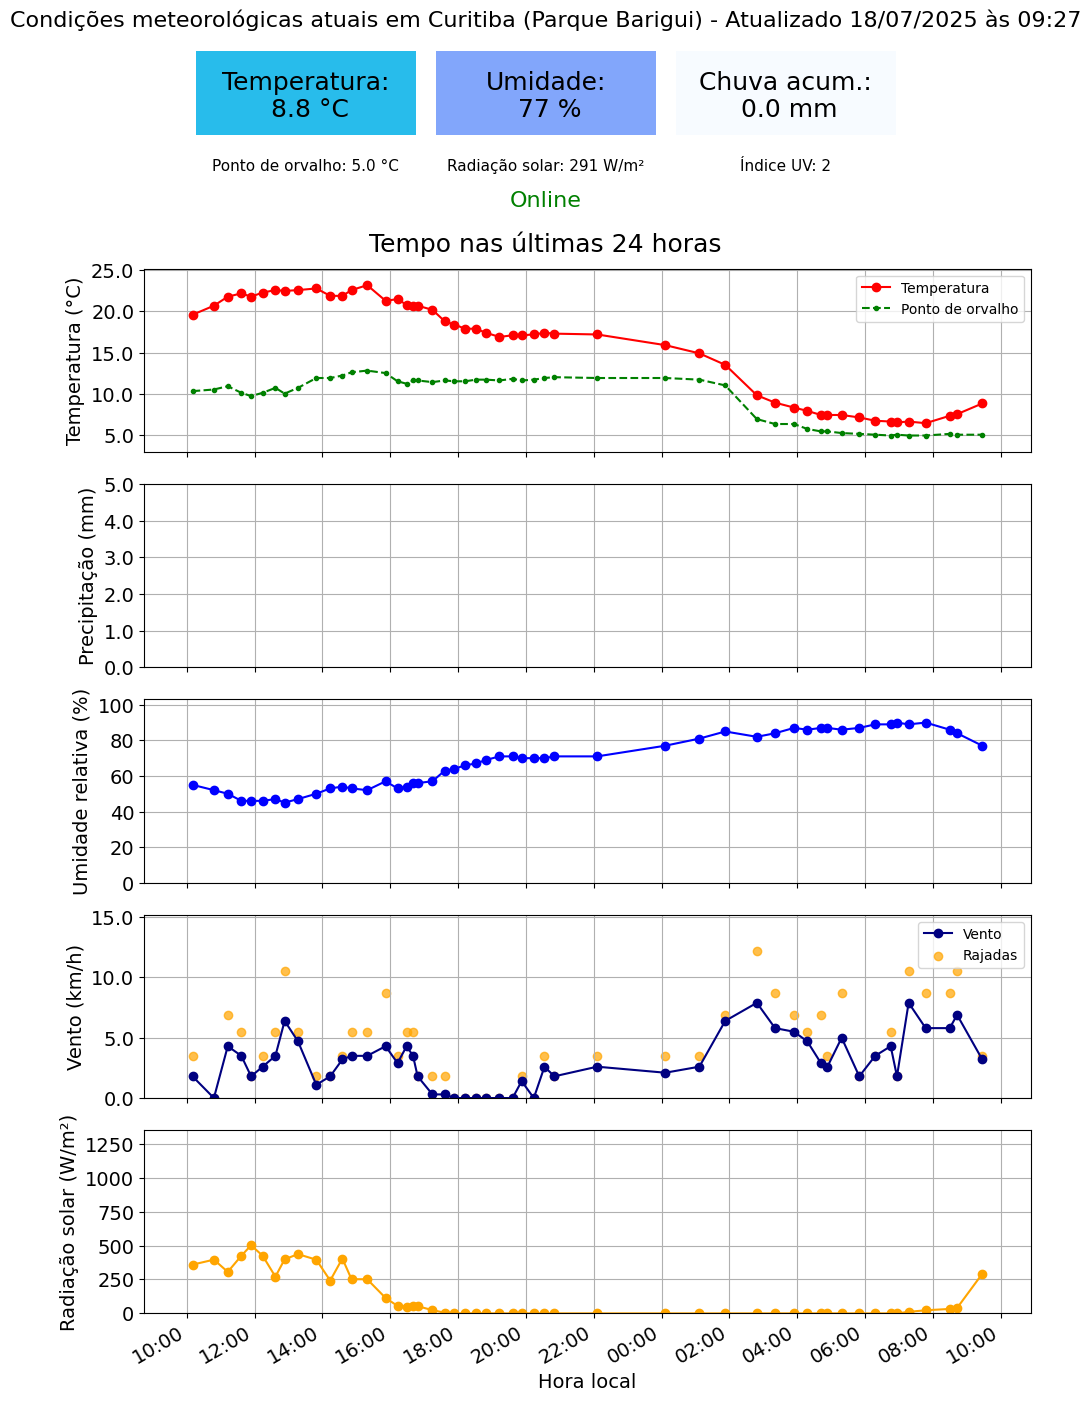 Condições meteorológicas atuais em Curitiba (Parque Barigui) - Atualizado 18/07/2025 às 09:27
Temperatura:
8.8 °C
Umidade:
77 %
Chuva acum.:
0.0 mm
Ponto de orvalho: 5.0 °C
Radiação solar: 291 W/m²
Índice UV: 2
Online
Tempo nas últimas 24 horas
Temperatura (°C)
25.0
20.0
15.0
10.0
5.0
Temperatura
Ponto de orvalho
Precipitação (mm)
5.0
4.0
3.0
2.0
1.0
0.0
Umidade relativa (%)
100
80
60
40
20
0
Vento (km/h)
15.0
10.0
5.0
0.0
Vento
Rajadas
Radiação solar (W/m²)
1250
1000
750
500
250
0
10:00
12:00
14:00
16:00
18:00
20:00
22:00
00:00
02:00
04:00
06:00
08:00
10:00
Hora local